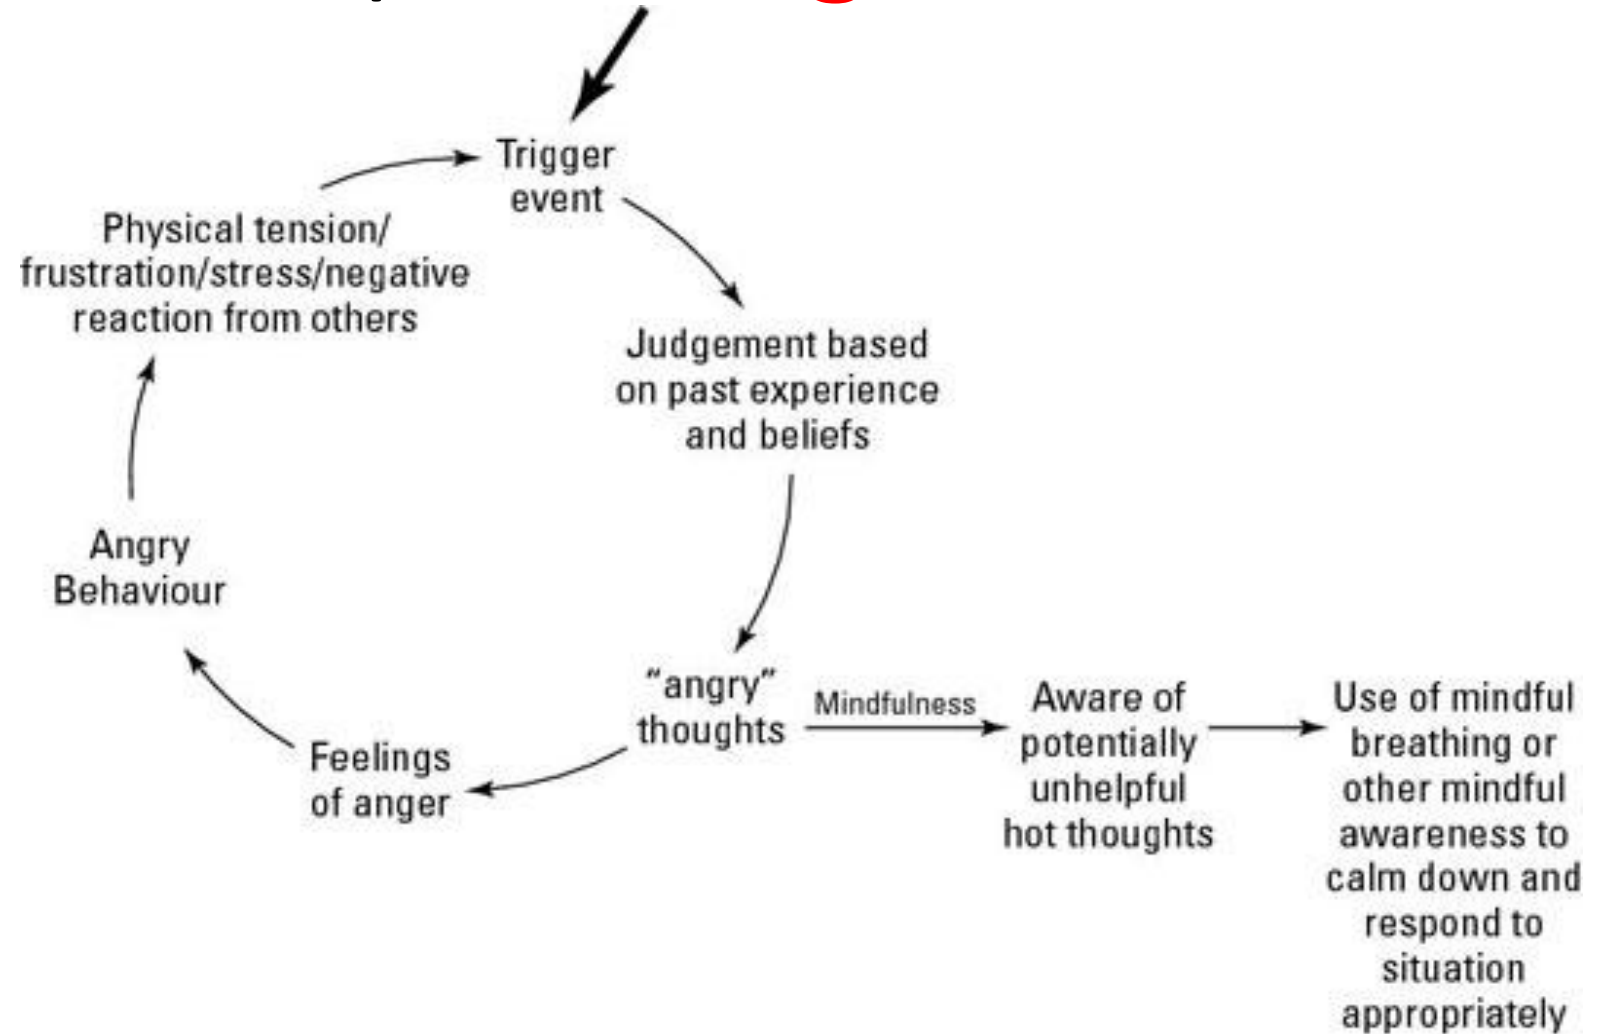 Trigger
event
Physical tension/
frustration/stress/negative
reaction from others
Judgement based
on past experience
and beliefs
Angry
Behaviour
“angry”
thoughts
Mindfulness
Aware of
potentially
unhelpful
hot thoughts
Use of mindful
breathing or
other mindful
awareness to
calm down and
respond to
situation
appropriately
Feelings
of anger